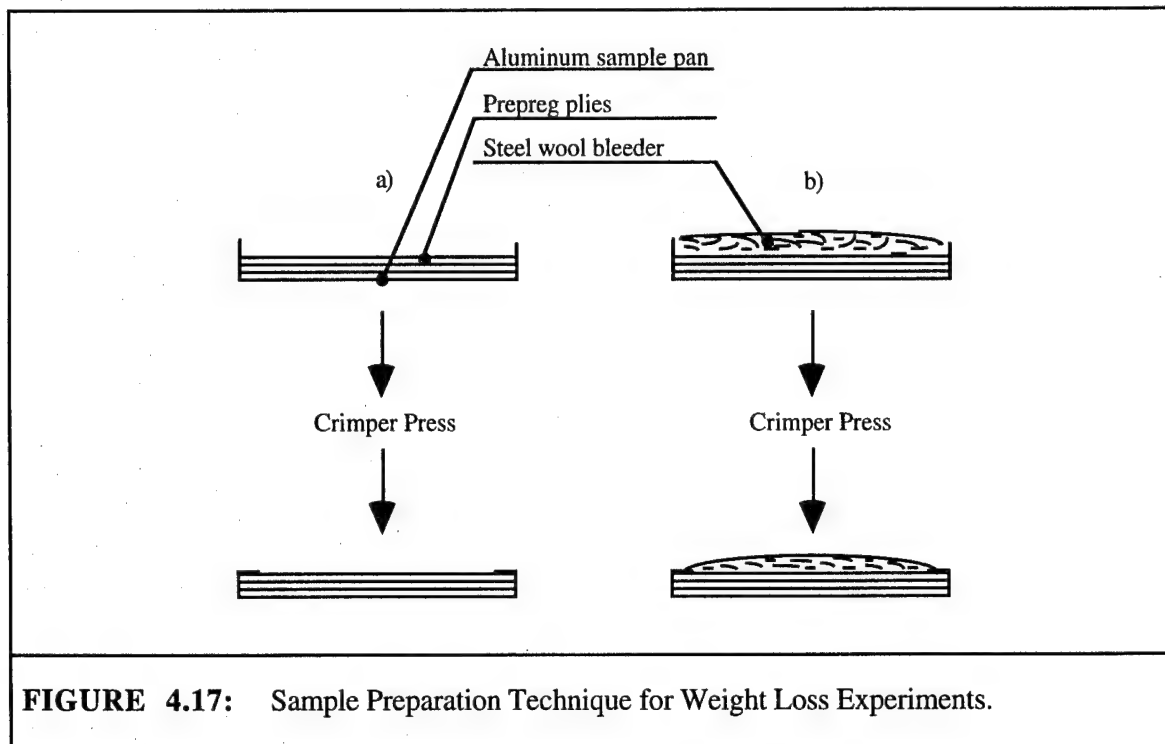 Aluminum sample pan
Prepreg plies
Steel wool bleeder
a)
b)
Crimper Press
Crimper Press
FIGURE 4.17: Sample Preparation Technique for Weight Loss Experiments.